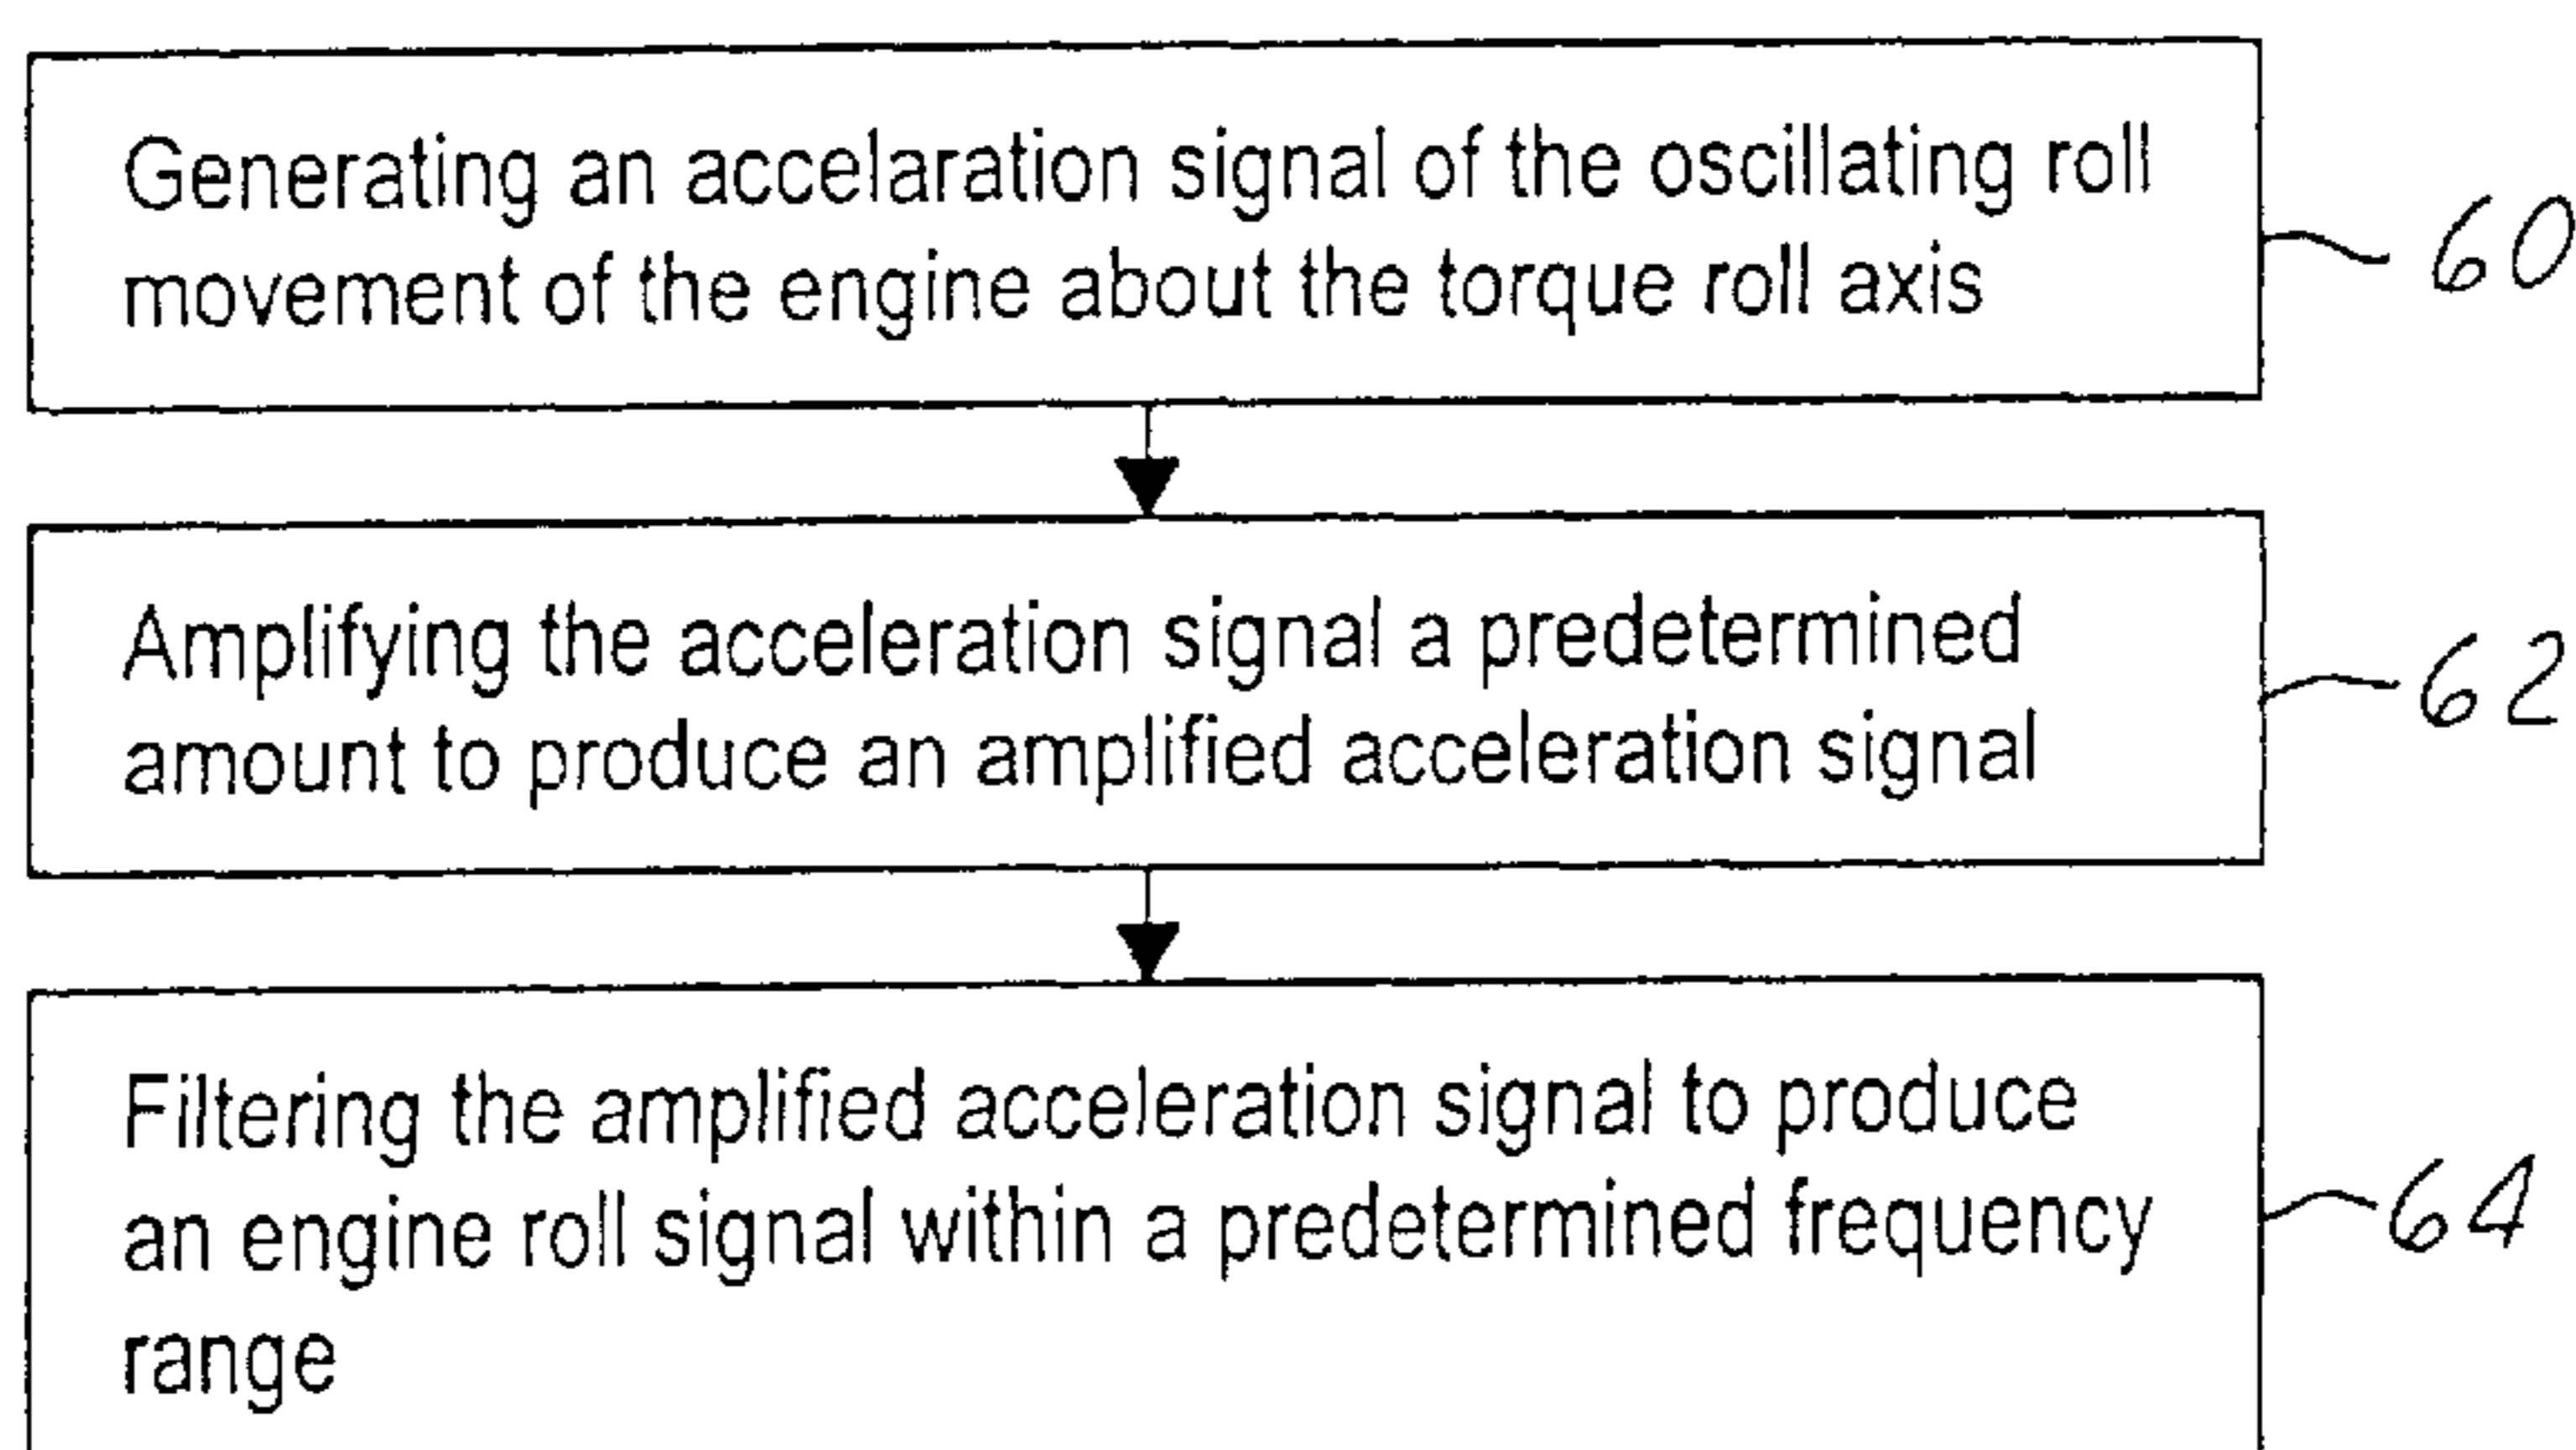 Generating an accelaration signal of the oscillating roll
movement of the engine about the torque roll axis
60
Amplifying the acceleration signal a predetermined
amount to produce an amplified acceleration signal
62
Filtering the amplified acceleration signal to produce
an engine roll signal within a predetermined frequency
range
64